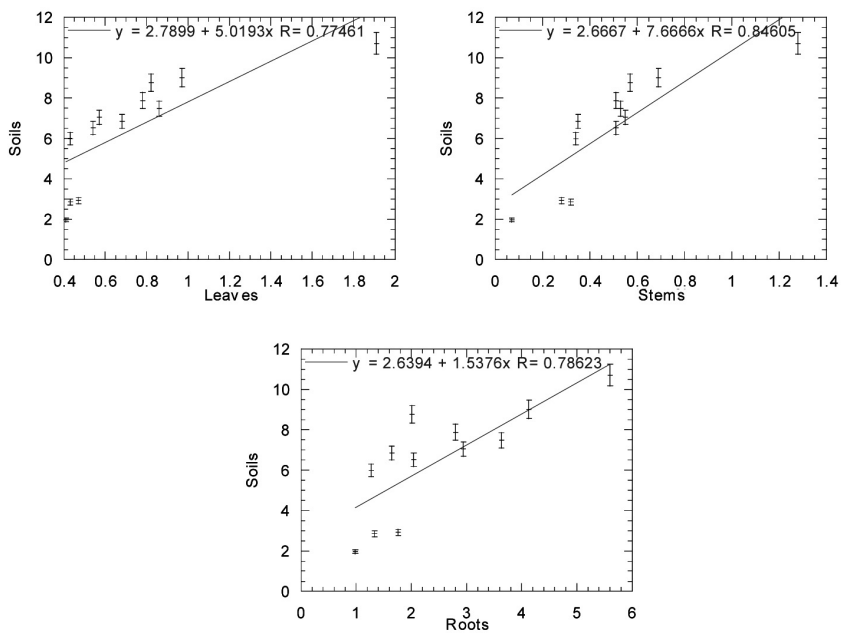 y = 2.7899 + 5.0193x R= 0.77461
12
10
8
6
4
2
0
Soils
0.4 0.6 0.8 1 1.2 1.4 1.6 1.8 2
Leaves
y = 2.6667 + 7.6666x R= 0.84605
12
10
8
6
4
2
0
Soils
0 0.2 0.4 0.6 0.8 1 1.2 1.4
Stems
y = 2.6394 + 1.5376x R= 0.78623
12
10
8
6
4
2
0
Soils
0 1 2 3 4 5 6
Roots